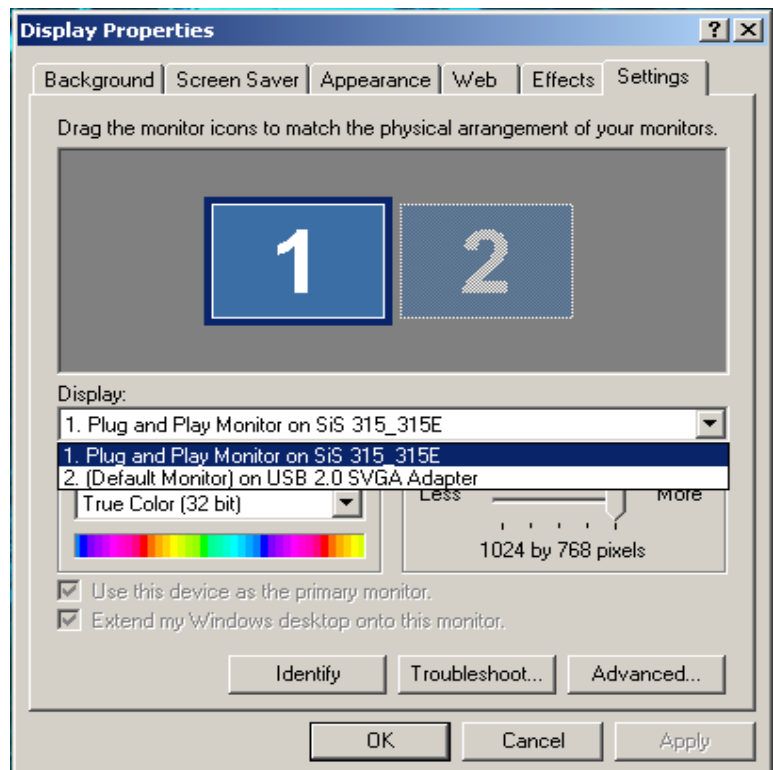 Display Properties
Background Screen Saver Appearance Web Effects Settings
Drag the monitor icons to match the physical arrangement of your monitors.
1 2
Display:
1. Plug and Play Monitor on SiS 315_315E
1. Plug and Play Monitor on SiS 315_315E
2. (Default Monitor) on USB 2.0 SVGA Adapter
True Color (32 bit) Less More
1024 by 768 pixels
Use this device as the primary monitor.
Extend my Windows desktop onto this monitor.
Identify Troubleshoot... Advanced...
OK Cancel Apply